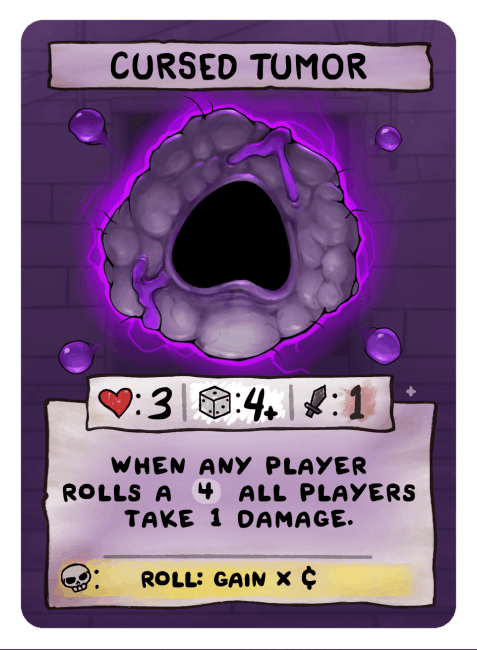 CURSED TUMOR
:3 :4+ :1
WHEN ANY PLAYER
ROLLS A 4 ALL PLAYERS
TAKE 1 DAMAGE.
: ROLL: GAIN X ¢